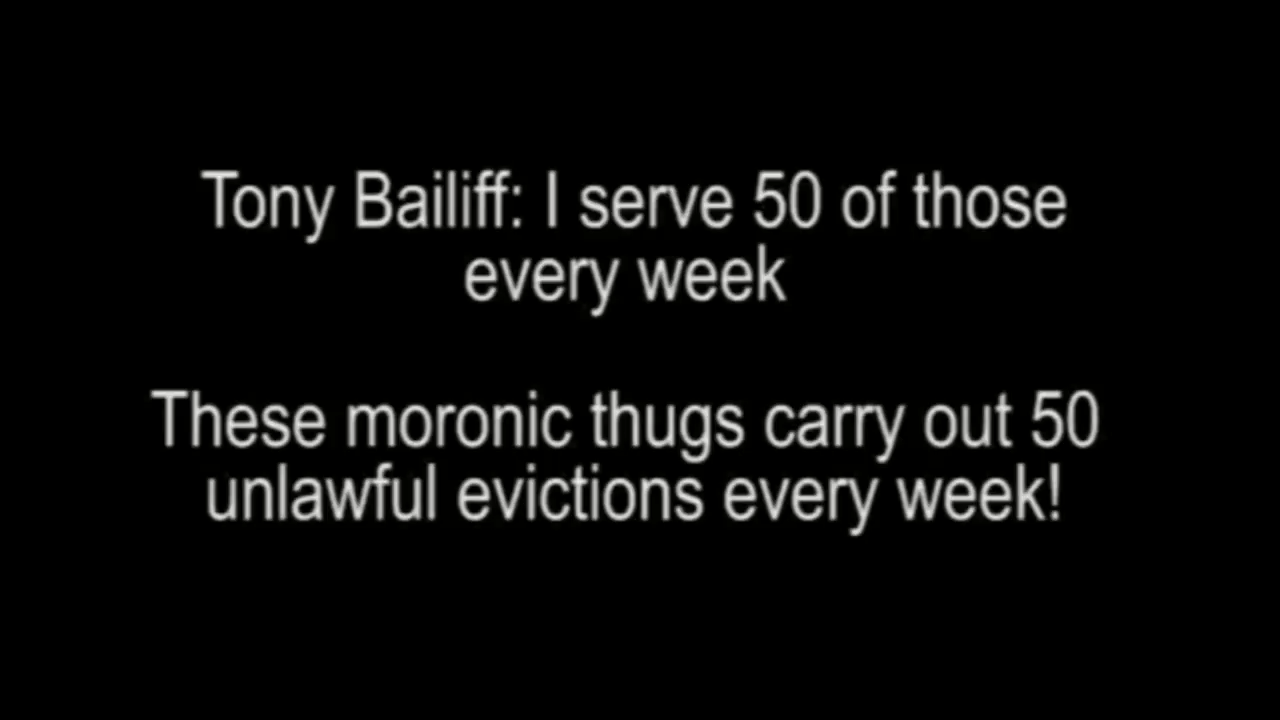 Tony Bailiff: I serve 50 of those
every week
These moronic thugs carry out 50
unlawful evictions every week!